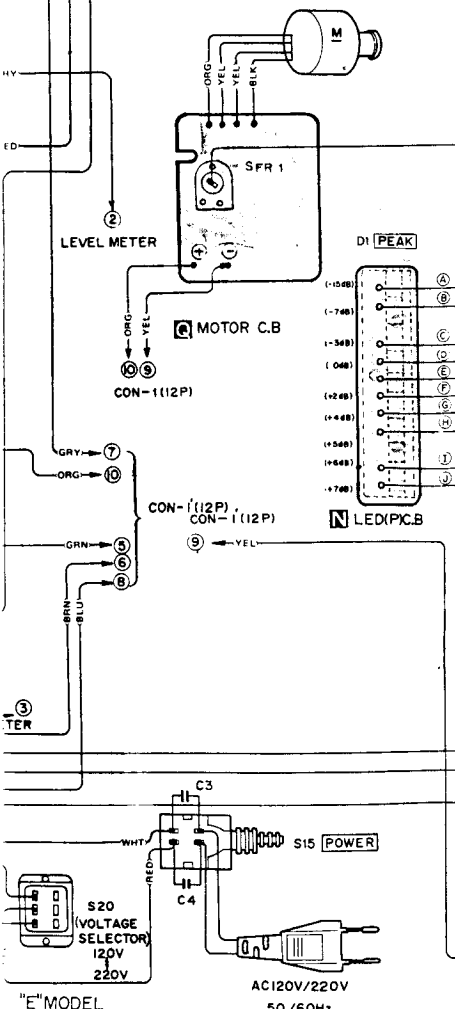 M
ORG
YEL
YEL
BLK
HY
ED
SFR 1
2
LEVEL METER
+
-
D1 PEAK
(-15dB) A
(-7dB) B
(-3dB) C
(0dB) D
E
(+2dB) F
(+4dB) G
H
(+5dB)
(+6dB) I
(+7dB) J
ORG
YEL
Q MOTOR C.B
10 9
CON-1(12P)
GRY 7
ORG 10
CON-1'(12P)
CON-1'(12P)
N LED(P)C.B
GRN 5
6
8
9 YEL
BRN
BLU
3
TER
C3
WHT
S15 POWER
RED
C4
S20
(VOLTAGE
SELECTOR)
120V
220V
AC120V/220V
50/60Hz
"E"MODEL